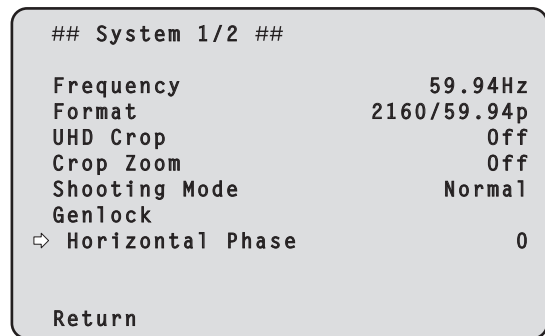 ## System 1/2 ##
Frequency 59.94Hz
Format 2160/59.94p
UHD Crop Off
Crop Zoom Off
Shooting Mode Normal
Genlock
⇨ Horizontal Phase 0
Return